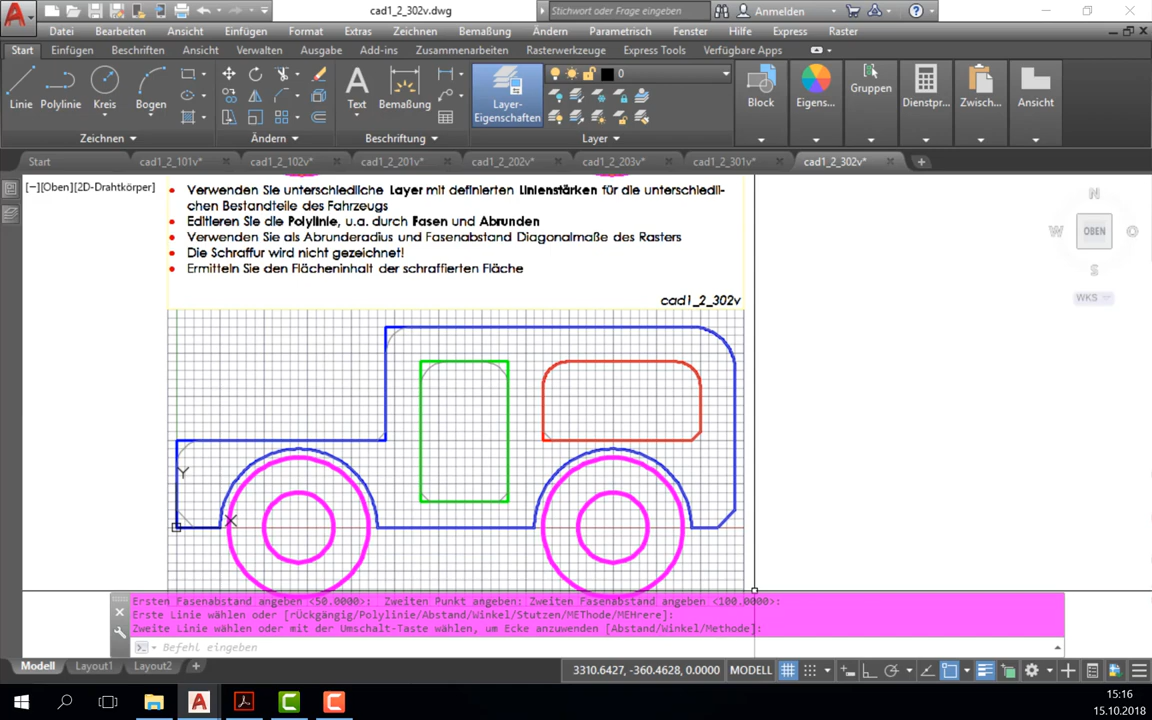 cad1_2_302v.dwg
Stichwort oder Frage eingeben
Anmelden
Datei Bearbeiten Ansicht Einfügen Format Extras Zeichnen Bemaßung Ändern Parametrisch Fenster Hilfe Express Raster
Start Einfügen Beschriften Ansicht Verwalten Ausgabe Add-ins Zusammenarbeiten Rasterwerkzeuge Express Tools Verfügbare Apps
0
Linie Polylinie Kreis Bogen
Text Bemaßung
Layer-
Eigenschaften
Block Eigens... Gruppen Dienstpr... Zwisch... Ansicht
Zeichnen Ändern Beschriftung Layer
Start cad1_2_101v* cad1_2_102v* cad1_2_201v* cad1_2_202v* cad1_2_203v* cad1_2_301v* cad1_2_302v*
[−][Oben][2D-Drahtkörper]
• Verwenden Sie unterschiedliche Layer mit definierten Linienstärken für die unterschiedli-
chen Bestandteile des Fahrzeugs
• Editieren Sie die Polylinie, u.a. durch Fasen und Abrunden
• Verwenden Sie als Abrunderadius und Fasenabstand Diagonalmaße des Rasters
• Die Schraffur wird nicht gezeichnet!
• Ermitteln Sie den Flächeninhalt der schraffierten Fläche
cad1_2_302v
N
W OBEN O
S
WKS
Y
X
Ersten Fasenabstand angeben <50.0000>: Zweiten Punkt angeben: Zweiten Fasenabstand angeben <100.0000>:
Erste Linie wählen oder [rÜckgängig/Polylinie/Abstand/Winkel/Stutzen/METhode/MEHrere]:
Zweite Linie wählen oder mit der Umschalt-Taste wählen, um Ecke anzuwenden [Abstand/Winkel/Methode]:
Befehl eingeben
Modell Layout1 Layout2
3310.6427, -360.4628, 0.0000 MODELL
15:16
15.10.2018